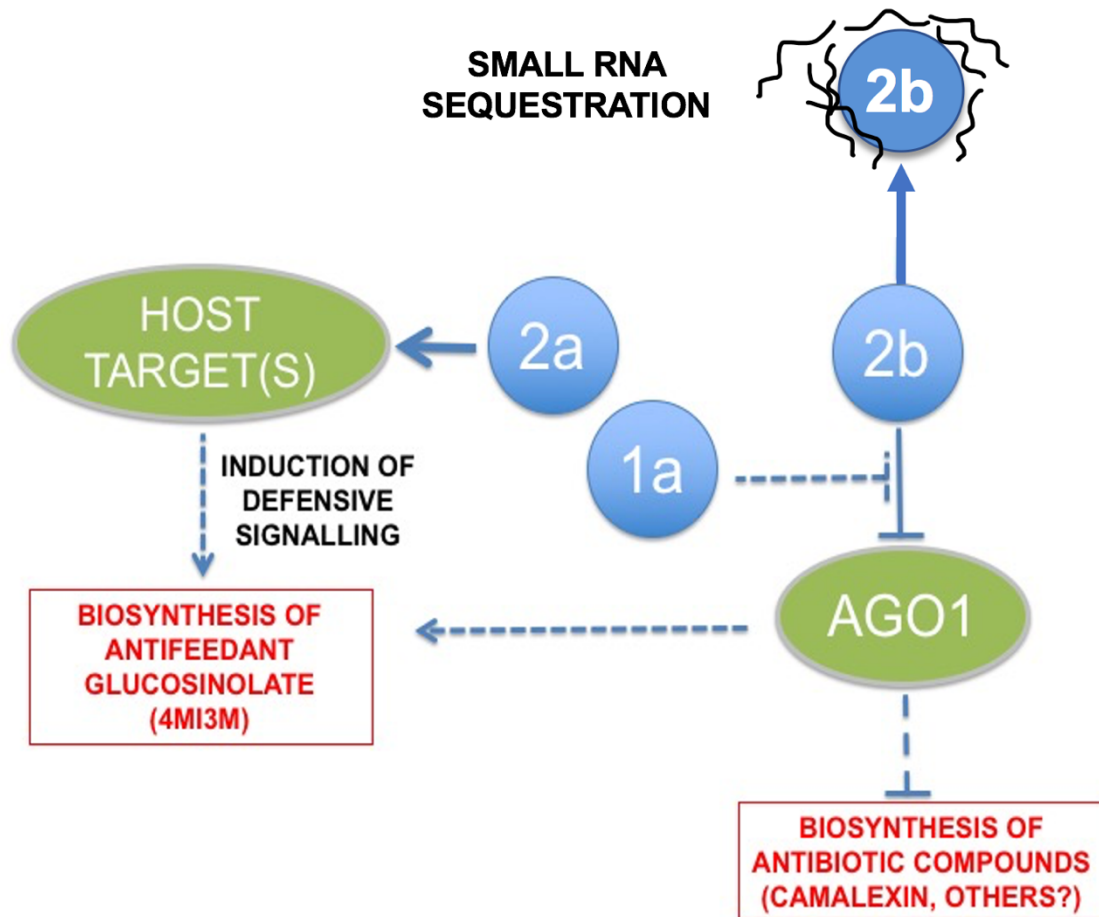 SMALL RNA
SEQUESTRATION
2b
HOST
TARGET(S)
2a
2b
1a
INDUCTION OF
DEFENSIVE
SIGNALLING
AGO1
BIOSYNTHESIS OF
ANTIFEEDANT
GLUCOSINOLATE
(4MI3M)
BIOSYNTHESIS OF
ANTIBIOTIC COMPOUNDS
(CAMALEXIN, OTHERS?)